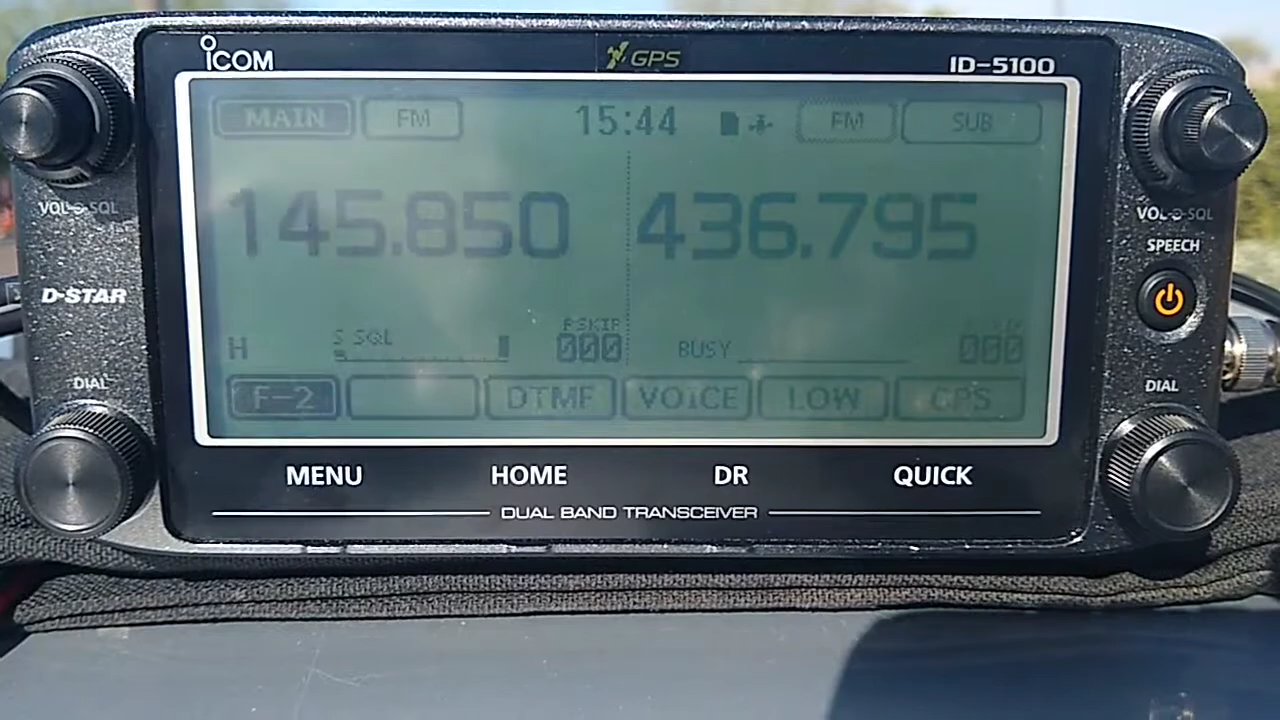 iCOM GPS ID-5100
MAIN FM 15:44 FM SUB
145.850 436.795
VOL SQL
VOL SQL
SPEECH
D-STAR
PSKIP
H S SQL 000 BUSY 000
DIAL
DIAL
F-2 DTMF VOICE LOW GPS
MENU HOME DR QUICK
DUAL BAND TRANSCEIVER